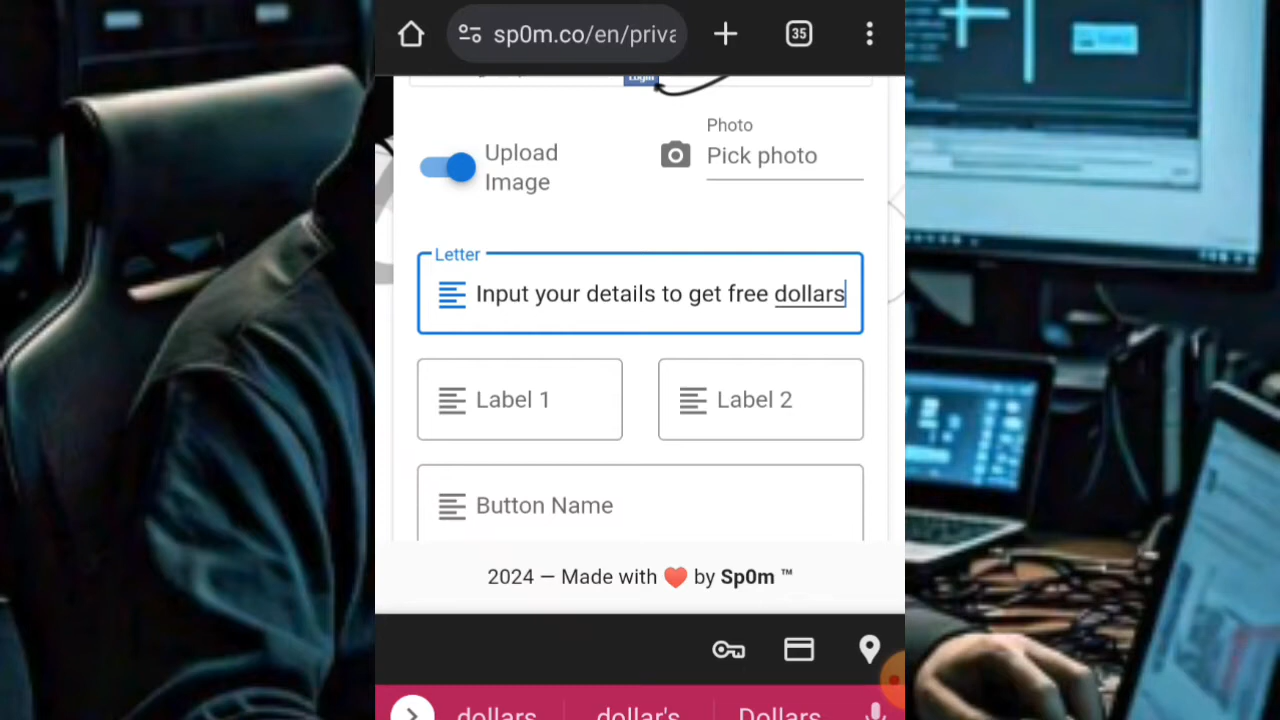 sp0m.co/en/priva
35
Login
Photo
Upload
Image
Pick photo
Letter
Input your details to get free dollars
Label 1
Label 2
Button Name
2024 — Made with ❤️ by Sp0m ™
dollars
dollar's
Dollars